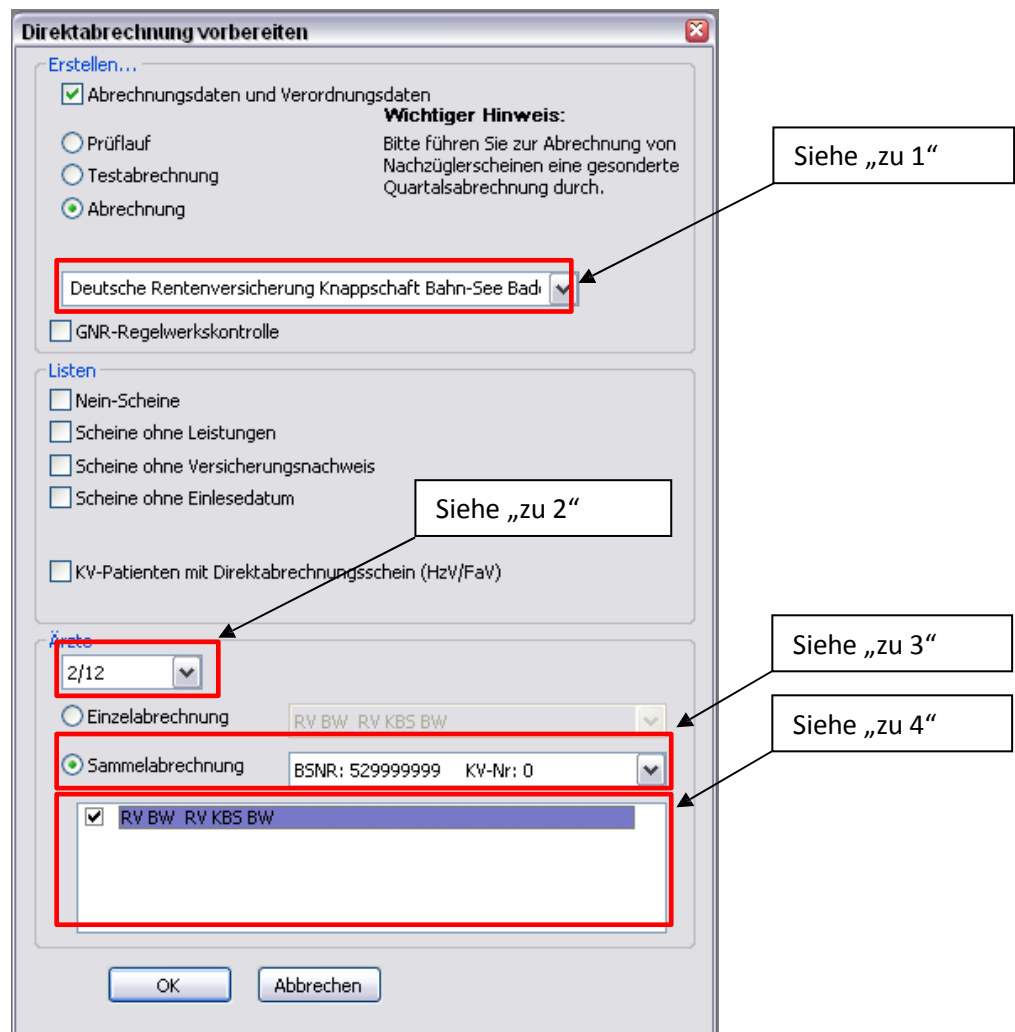 Direktabrechnung vorbereiten
Erstellen...
Abrechnungsdaten und Verordnungsdaten
Wichtiger Hinweis:
Prüflauf
Bitte führen Sie zur Abrechnung von
Nachzüglerscheinen eine gesonderte
Quartalsabrechnung durch.
Testabrechnung
Abrechnung
Siehe „zu 1“
Deutsche Rentenversicherung Knappschaft Bahn-See Bad
GNR-Regelwerkskontrolle
Listen
Nein-Scheine
Scheine ohne Leistungen
Scheine ohne Versicherungsnachweis
Scheine ohne Einlesedatum
Siehe „zu 2“
KV-Patienten mit Direktabrechnungsschein (HzV/FaV)
Ärzte
2/12
Siehe „zu 3“
Einzelabrechnung
RV BW RV KBS BW
Siehe „zu 4“
Sammelabrechnung
BSNR: 529999999 KV-Nr: 0
RV BW RV KBS BW
OK
Abbrechen